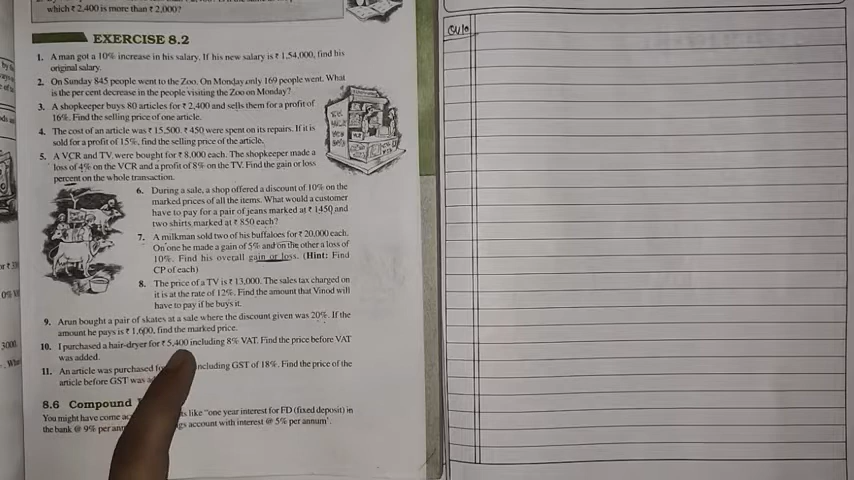 which ₹ 2,400 is more than ₹ 2,000?
EXERCISE 8.2
1. A man got a 10% increase in his salary. If his new salary is ₹ 1,54,000, find his
original salary.
2. On Sunday 845 people went to the Zoo. On Monday only 169 people went. What
is the per cent decrease in the people visiting the Zoo on Monday?
3. A shopkeeper buys 80 articles for ₹ 2,400 and sells them for a profit of
16%. Find the selling price of one article.
4. The cost of an article was ₹ 15,500. ₹ 450 were spent on its repairs. If it is
sold for a profit of 15%, find the selling price of the article.
5. A VCR and TV were bought for ₹ 8,000 each. The shopkeeper made a
loss of 4% on the VCR and a profit of 8% on the TV. Find the gain or loss
percent on the whole transaction.
6. During a sale, a shop offered a discount of 10% on the
marked prices of all the items. What would a customer
have to pay for a pair of jeans marked at ₹ 1450 and
two shirts marked at ₹ 850 each?
7. A milkman sold two of his buffaloes for ₹ 20,000 each.
On one he made a gain of 5% and on the other a loss of
10%. Find his overall gain or loss. (Hint: Find
CP of each)
8. The price of a TV is ₹ 13,000. The sales tax charged on
it is at the rate of 12%. Find the amount that Vinod will
have to pay if he buys it.
9. Arun bought a pair of skates at a sale where the discount given was 20%. If the
amount he pays is ₹ 1,600, find the marked price.
10. I purchased a hair-dryer for ₹ 5,400 including 8% VAT. Find the price before VAT
was added.
11. An article was purchased for including GST of 18%. Find the price of the
article before GST was
8.6 Compound
You might have come like "one year interest for FD (fixed deposit) in
the bank @ 9% per account with interest @ 5% per annum'.
3000